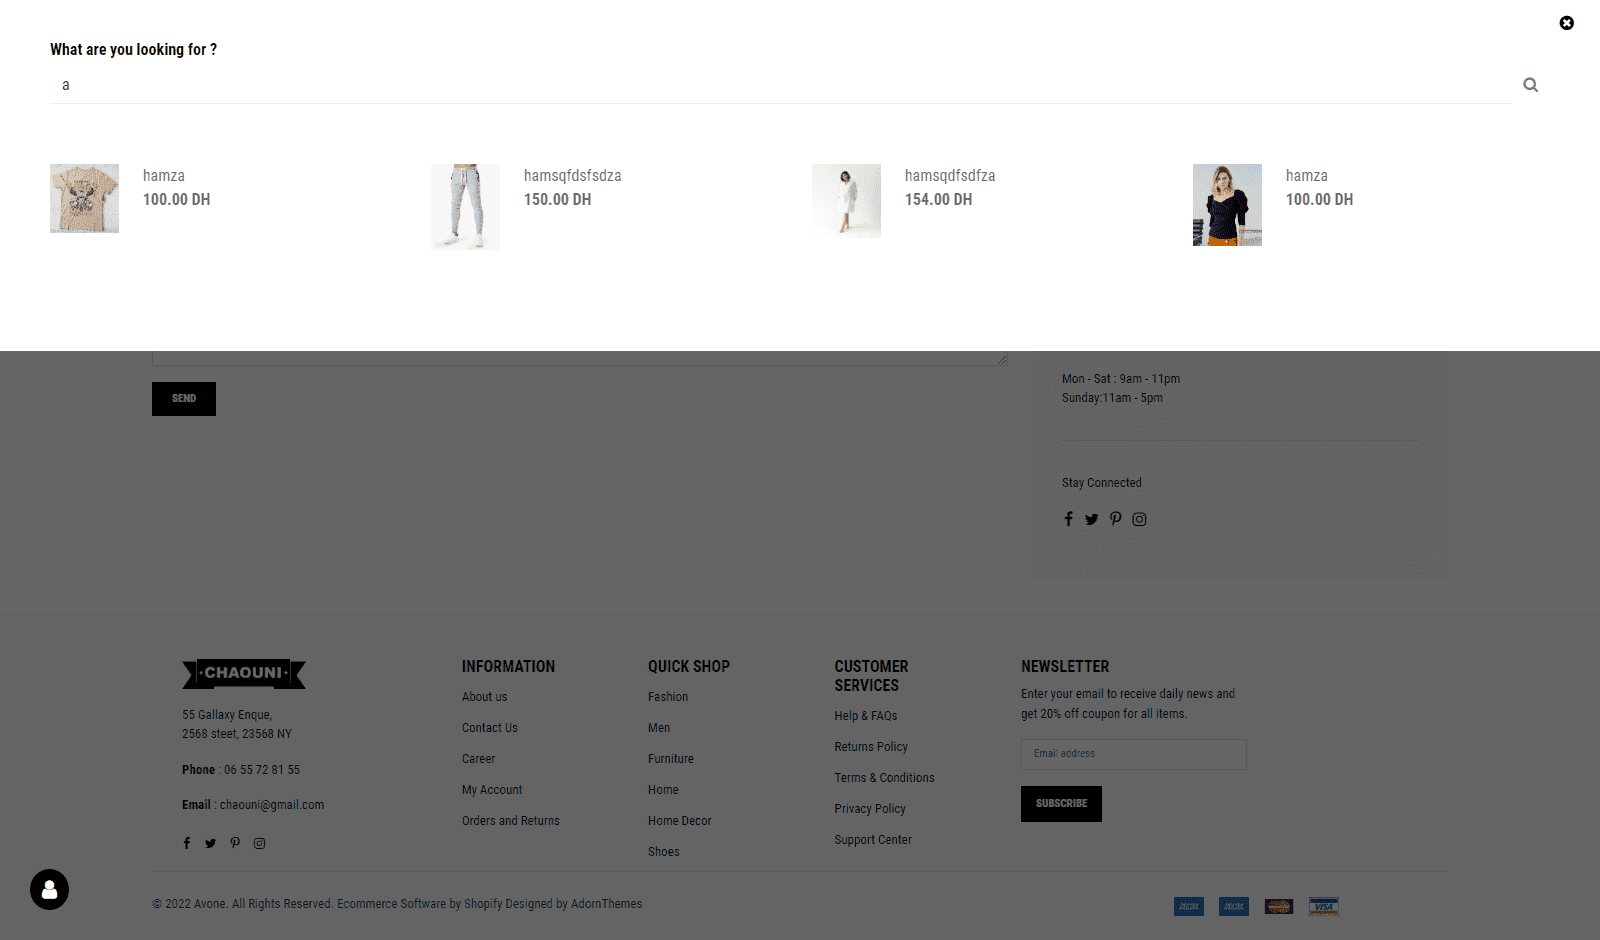 What are you looking for ?
a
hamza
100.00 DH
hamsqfdsfsdza
150.00 DH
hamsqdfsdfza
154.00 DH
hamza
100.00 DH
SEND
Mon - Sat : 9am - 11pm
Sunday:11am - 5pm
Stay Connected
CHAOUNI
55 Gallaxy Enque,
2568 steet, 23568 NY
Phone : 06 55 72 81 55
Email : chaouni@gmail.com
INFORMATION
About us
Contact Us
Career
My Account
Orders and Returns
QUICK SHOP
Fashion
Men
Furniture
Home
Home Decor
Shoes
CUSTOMER
SERVICES
Help & FAQs
Returns Policy
Terms & Conditions
Privacy Policy
Support Center
NEWSLETTER
Enter your email to receive daily news and
get 20% off coupon for all items.
Email address
SUBSCRIBE
© 2022 Avone. All Rights Reserved. Ecommerce Software by Shopify Designed by AdornThemes
VISA